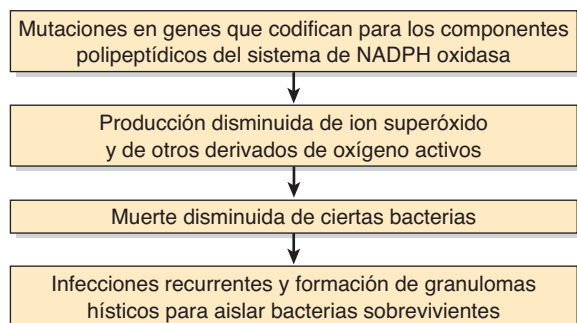 Mutaciones en genes que codifican para los componentes
polipeptídicos del sistema de NADPH oxidasa
Producción disminuida de ion superóxido
y de otros derivados de oxígeno activos
Muerte disminuida de ciertas bacterias
Infecciones recurrentes y formación de granulomas
hísticos para aislar bacterias sobrevivientes